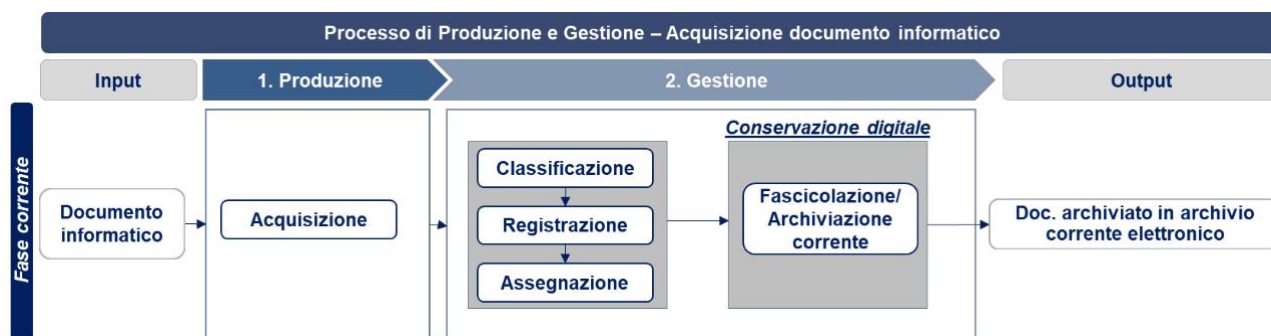 Processo di Produzione e Gestione – Acquisizione documento informatico
Input
1. Produzione
2. Gestione
Output
Fase corrente
Documento
informatico
Acquisizione
Classificazione
Registrazione
Assegnazione
Conservazione digitale
Fascicolazione/
Archiviazione
corrente
Doc. archiviato in archivio
corrente elettronico